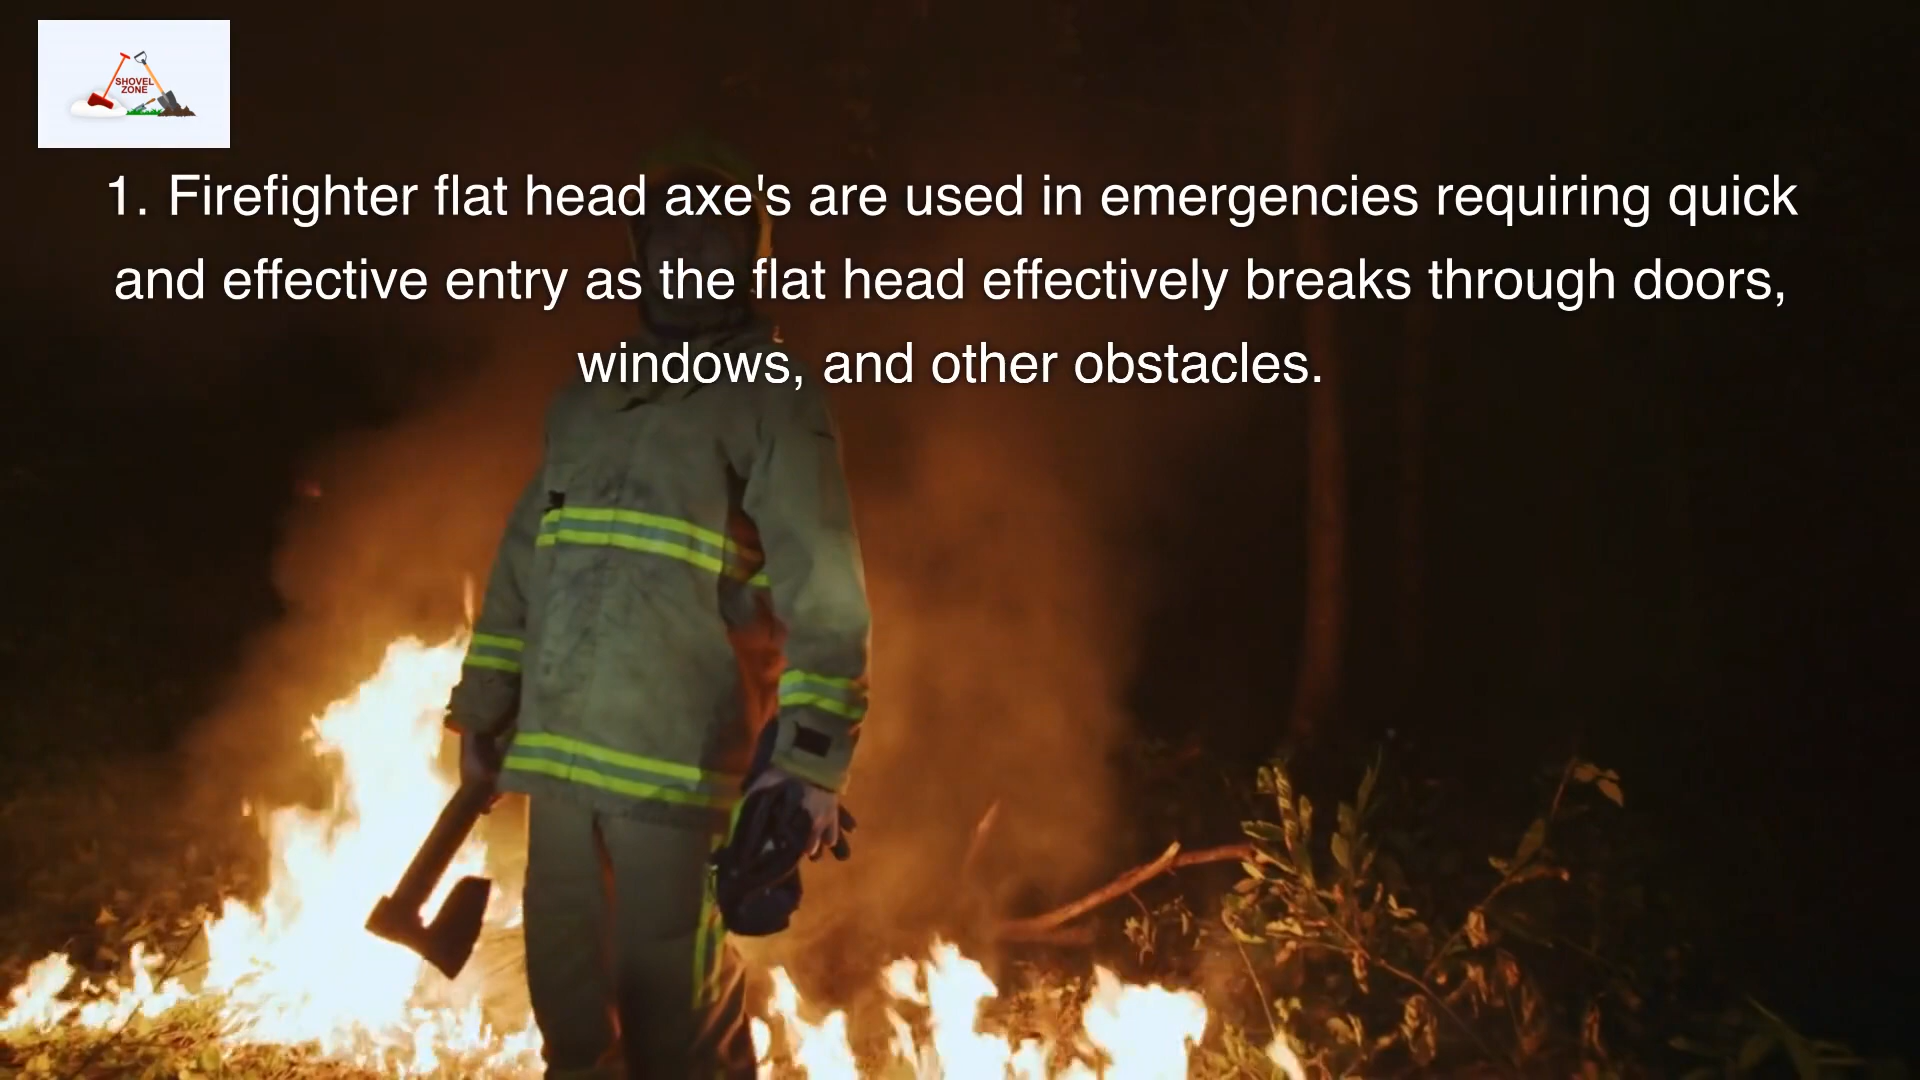 SHOVEL
ZONE
1. Firefighter flat head axe's are used in emergencies requiring quick
and effective entry as the flat head effectively breaks through doors,
windows, and other obstacles.